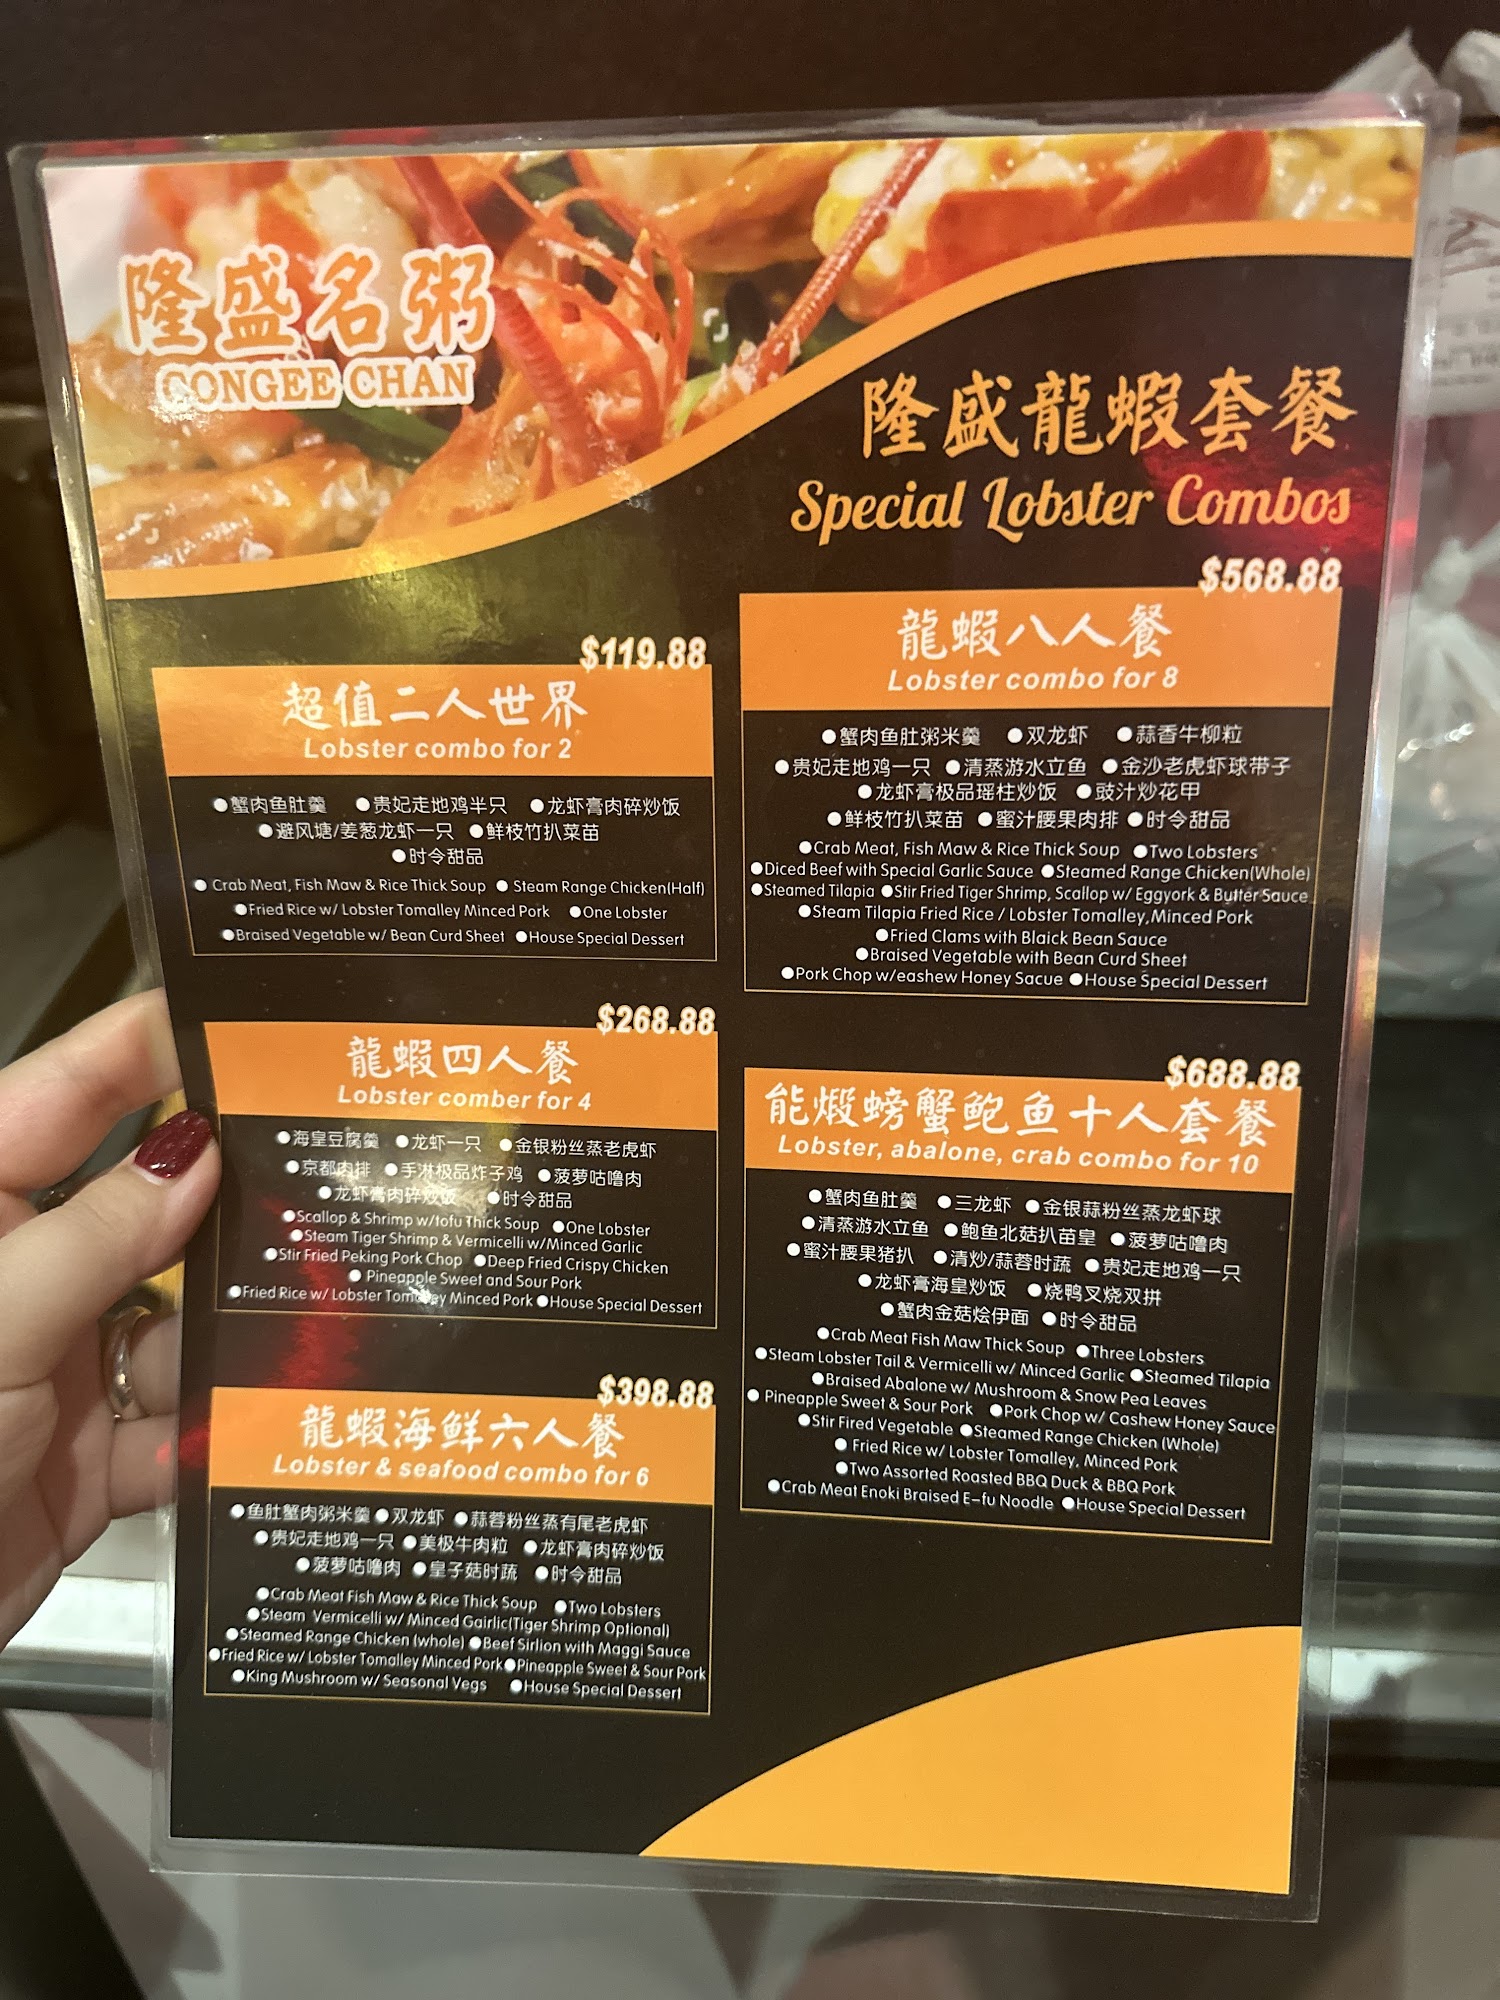 隆盛名粥
CONGEE CHAN
隆盛龍蝦套餐
Special Lobster Combos
$119.88
超值二人世界
Lobster combo for 2
●蟹肉鱼肚羹 ●贵妃走地鸡半只 ●龙虾膏肉碎炒饭
●避风塘/姜葱龙虾一只 ●鲜枝竹扒菜苗
●时令甜品
● Crab Meat, Fish Maw & Rice Thick Soup ● Steam Range Chicken(Half)
●Fried Rice w/ Lobster Tomalley Minced Pork ●One Lobster
●Braised Vegetable w/ Bean Curd Sheet ●House Special Dessert
$268.88
龍蝦四人餐
Lobster comber for 4
●海皇豆腐羹 ●龙虾一只 ●金银粉丝蒸老虎虾
●京都肉排 ●手淋极品炸子鸡 ●菠萝咕噜肉
●龙虾膏肉碎炒饭 ●时令甜品
●Scallop & Shrimp w/tofu Thick Soup ●One Lobster
●Steam Tiger Shrimp & Vermicelli w/Minced Garlic
●Stir Fried Peking Pork Chop ●Deep Fried Crispy Chicken
● Pineapple Sweet and Sour Pork
●Fried Rice w/ Lobster Tomalley Minced Pork ●House Special Dessert
$398.88
龍蝦海鲜六人餐
Lobster & seafood combo for 6
●鱼肚蟹肉粥米羹 ●双龙虾 ●蒜蓉粉丝蒸有尾老虎虾
●贵妃走地鸡一只 ●美极牛肉粒 ●龙虾膏肉碎炒饭
●菠萝咕噜肉 ●皇子菇时蔬 ●时令甜品
●Crab Meat Fish Maw & Rice Thick Soup ●Two Lobsters
●Steam Vermicelli w/ Minced Gairlic(Tiger Shrimp Optional)
●Steamed Range Chicken (whole) ●Beef Sirlion with Maggi Sauce
●Fried Rice w/ Lobster Tomalley Minced Pork●Pineapple Sweet & Sour Pork
●King Mushroom w/ Seasonal Vegs ●House Special Dessert
$568.88
龍蝦八人餐
Lobster combo for 8
●蟹肉鱼肚粥米羹 ●双龙虾 ●蒜香牛柳粒
●贵妃走地鸡一只 ●清蒸游水立鱼 ●金沙老虎虾球带子
●龙虾膏极品瑶柱炒饭 ●豉汁炒花甲
●鲜枝竹扒菜苗 ●蜜汁腰果肉排 ●时令甜品
●Crab Meat, Fish Maw & Rice Thick Soup ●Two Lobsters
●Diced Beef with Special Garlic Sauce ●Steamed Range Chicken(Whole)
●Steamed Tilapia ●Stir Fried Tiger Shrimp, Scallop w/ Eggyork & Butter Sauce
●Steam Tilapia Fried Rice / Lobster Tomalley,Minced Pork
●Fried Clams with Blaick Bean Sauce
●Braised Vegetable with Bean Curd Sheet
●Pork Chop w/eashew Honey Sacue ●House Special Dessert
$688.88
能煅螃蟹鲍鱼十人套餐
Lobster, abalone, crab combo for 10
●蟹肉鱼肚羹 ●三龙虾 ●金银蒜粉丝蒸龙虾球
●清蒸游水立鱼 ●鲍鱼北菇扒苗皇 ●菠萝咕噜肉
●蜜汁腰果猪扒 ●清炒/蒜蓉时蔬 ●贵妃走地鸡一只
●龙虾膏海皇炒饭 ●烧鸭叉烧双拼
●蟹肉金菇烩伊面 ●时令甜品
●Crab Meat Fish Maw Thick Soup ●Three Lobsters
●Steam Lobster Tail & Vermicelli w/ Minced Garlic ●Steamed Tilapia
●Braised Abalone w/ Mushroom & Snow Pea Leaves
● Pineapple Sweet & Sour Pork ●Pork Chop w/ Cashew Honey Sauce
●Stir Fired Vegetable ●Steamed Range Chicken (Whole)
● Fried Rice w/ Lobster Tomalley, Minced Pork
●Two Assorted Roasted BBQ Duck & BBQ Pork
●Crab Meat Enoki Braised E-fu Noodle ●House Special Dessert